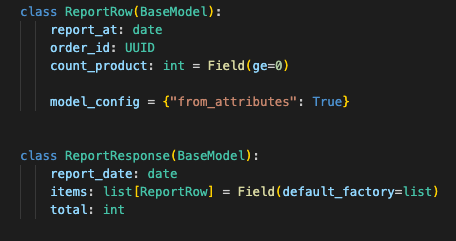 class ReportRow(BaseModel):
    report_at: date
    order_id: UUID
    count_product: int = Field(ge=0)

    model_config = {"from_attributes": True}


class ReportResponse(BaseModel):
    report_date: date
    items: list[ReportRow] = Field(default_factory=list)
    total: int